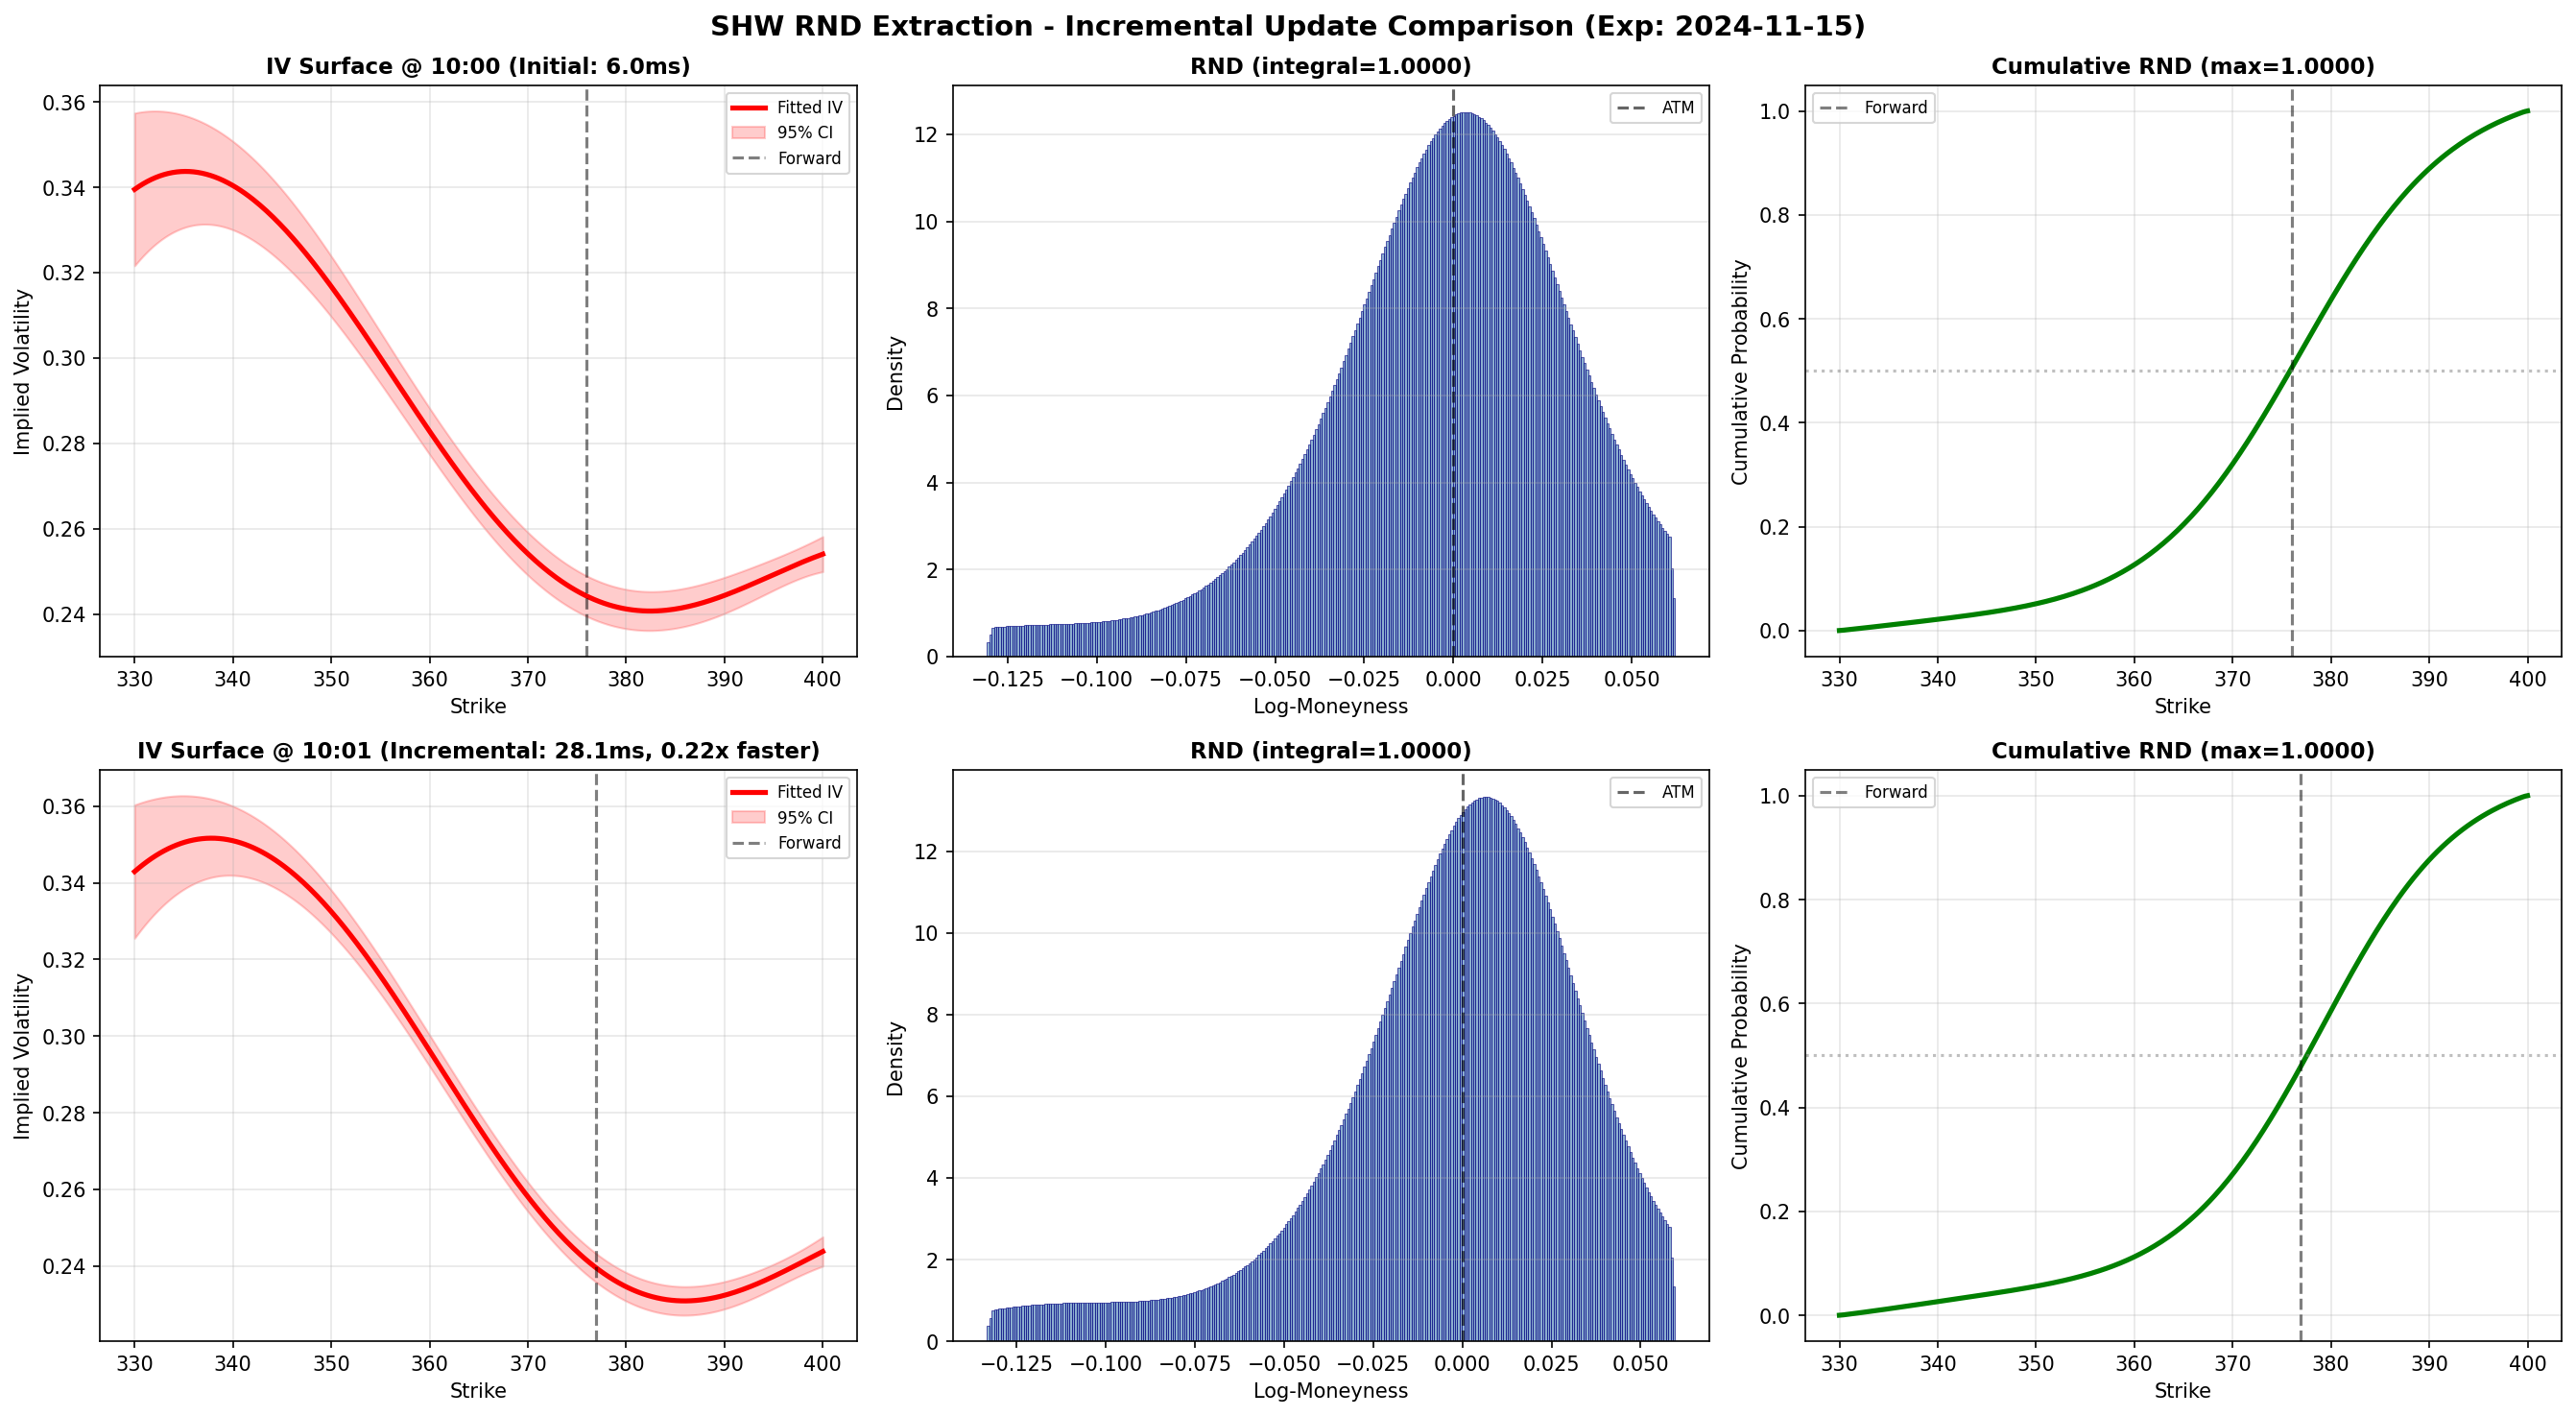 SHW RND Extraction - Incremental Update Comparison (Exp: 2024-11-15)
IV Surface @ 10:00 (Initial: 6.0ms)
Implied Volatility
0.36
0.34
0.32
0.30
0.28
0.26
0.24
Fitted IV
95% CI
Forward
330 340 350 360 370 380 390 400
Strike
RND (integral=1.0000)
Density
12
10
8
6
4
2
0
ATM
−0.125 −0.100 −0.075 −0.050 −0.025 0.000 0.025 0.050
Log-Moneyness
Cumulative RND (max=1.0000)
Cumulative Probability
1.0
0.8
0.6
0.4
0.2
0.0
Forward
330 340 350 360 370 380 390 400
Strike
IV Surface @ 10:01 (Incremental: 28.1ms, 0.22x faster)
Implied Volatility
0.36
0.34
0.32
0.30
0.28
0.26
0.24
Fitted IV
95% CI
Forward
330 340 350 360 370 380 390 400
Strike
RND (integral=1.0000)
Density
12
10
8
6
4
2
0
ATM
−0.125 −0.100 −0.075 −0.050 −0.025 0.000 0.025 0.050
Log-Moneyness
Cumulative RND (max=1.0000)
Cumulative Probability
1.0
0.8
0.6
0.4
0.2
0.0
Forward
330 340 350 360 370 380 390 400
Strike